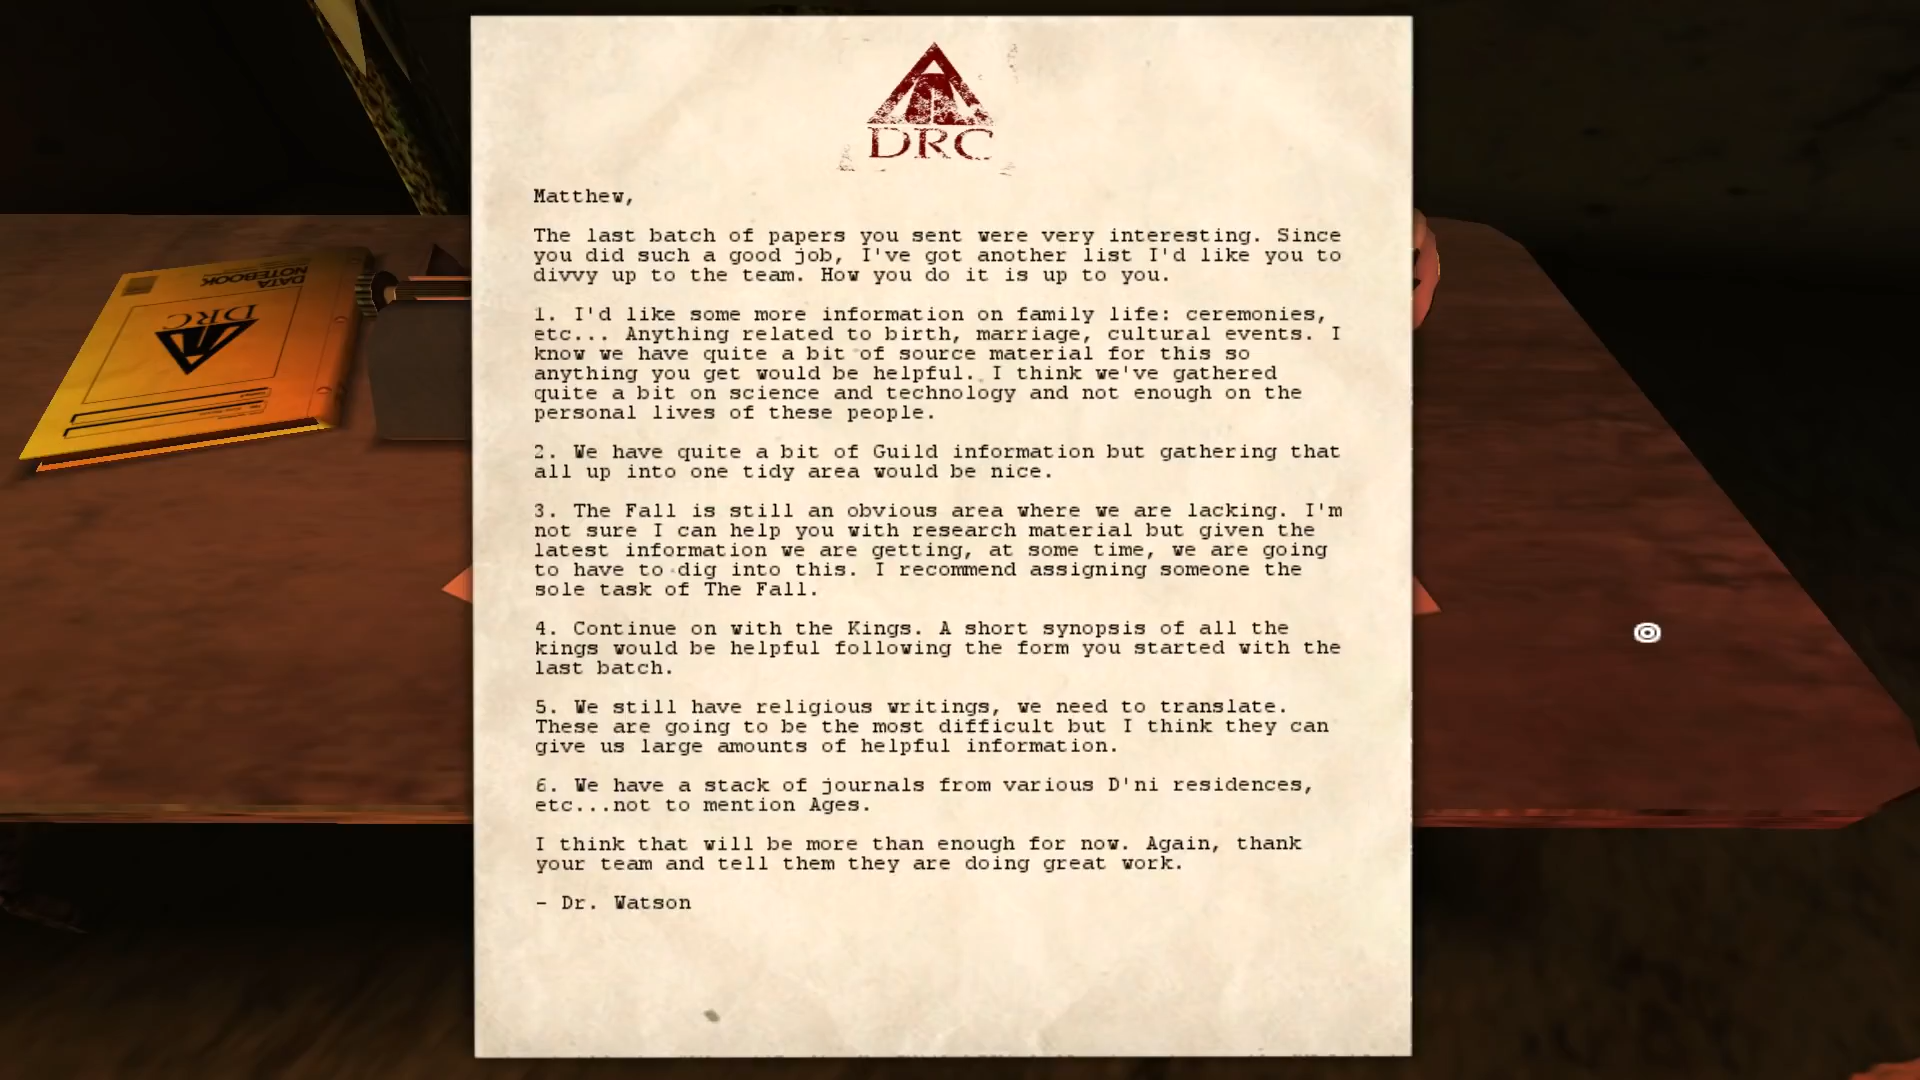 DRC
Matthew,
The last batch of papers you sent were very interesting. Since
you did such a good job, I've got another list I'd like you to
divvy up to the team. How you do it is up to you.
1. I'd like some more information on family life: ceremonies,
etc... Anything related to birth, marriage, cultural events. I
know we have quite a bit of source material for this so
anything you get would be helpful. I think we've gathered
quite a bit on science and technology and not enough on the
personal lives of these people.
2. We have quite a bit of Guild information but gathering that
all up into one tidy area would be nice.
3. The Fall is still an obvious area where we are lacking. I'm
not sure I can help you with research material but given the
latest information we are getting, at some time, we are going
to have to dig into this. I recommend assigning someone the
sole task of The Fall.
4. Continue on with the Kings. A short synopsis of all the
kings would be helpful following the form you started with the
last batch.
5. We still have religious writings, we need to translate.
These are going to be the most difficult but I think they can
give us large amounts of helpful information.
6. We have a stack of journals from various D'ni residences,
etc...not to mention Ages.
I think that will be more than enough for now. Again, thank
your team and tell them they are doing great work.
- Dr. Watson
DATA
NOTEBOOK
DRC